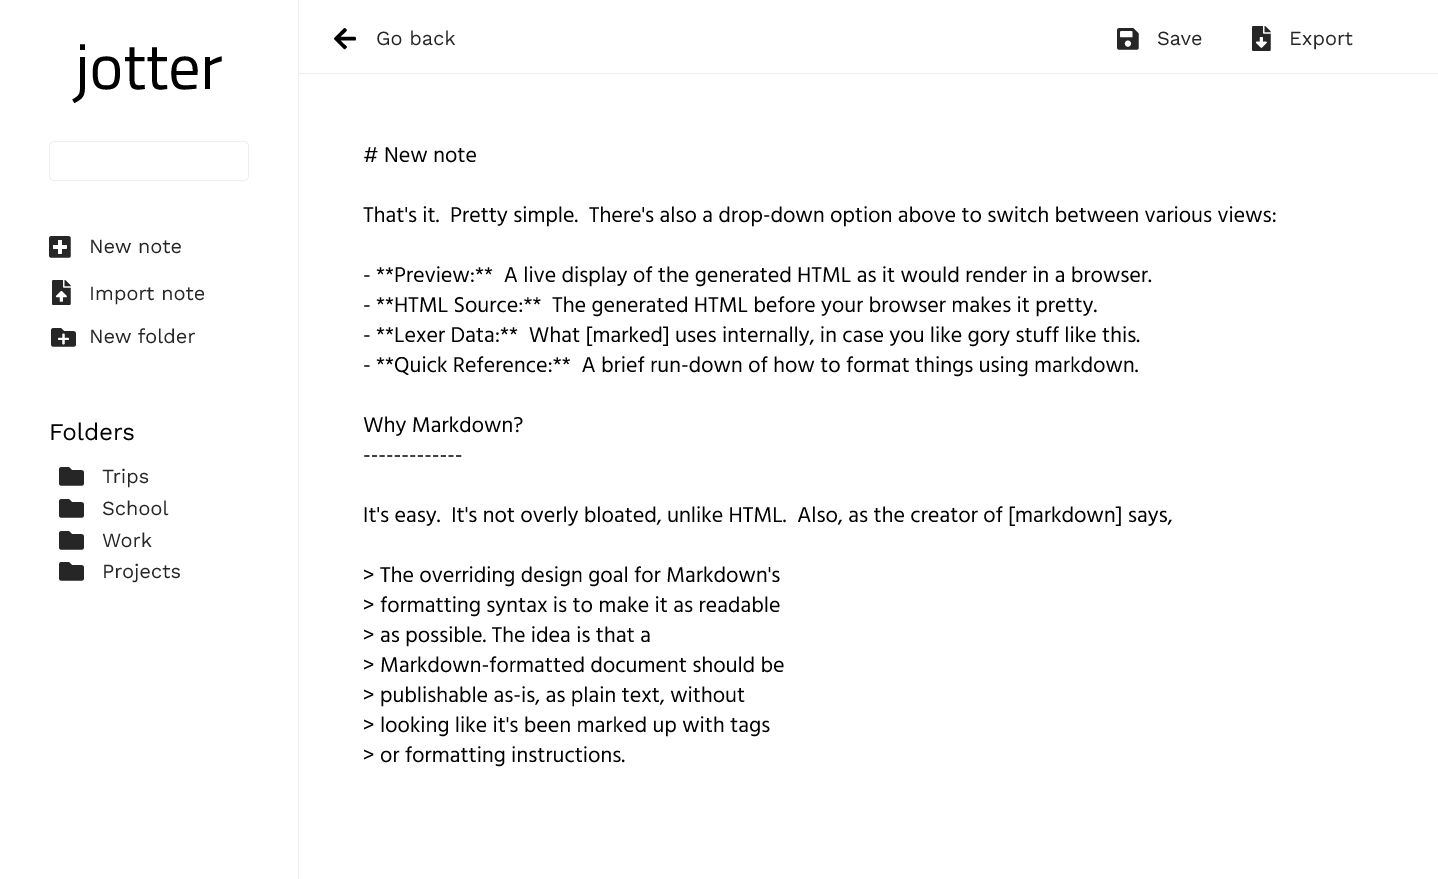 jotter
New note
Import note
New folder
Folders
Trips
School
Work
Projects
Go back
Save
Export
# New note
That's it.  Pretty simple.  There's also a drop-down option above to switch between various views:
- **Preview:**  A live display of the generated HTML as it would render in a browser.
- **HTML Source:**  The generated HTML before your browser makes it pretty.
- **Lexer Data:**  What [marked] uses internally, in case you like gory stuff like this.
- **Quick Reference:**  A brief run-down of how to format things using markdown.
Why Markdown?
-------------
It's easy.  It's not overly bloated, unlike HTML.  Also, as the creator of [markdown] says,
> The overriding design goal for Markdown's
> formatting syntax is to make it as readable
> as possible. The idea is that a
> Markdown-formatted document should be
> publishable as-is, as plain text, without
> looking like it's been marked up with tags
> or formatting instructions.